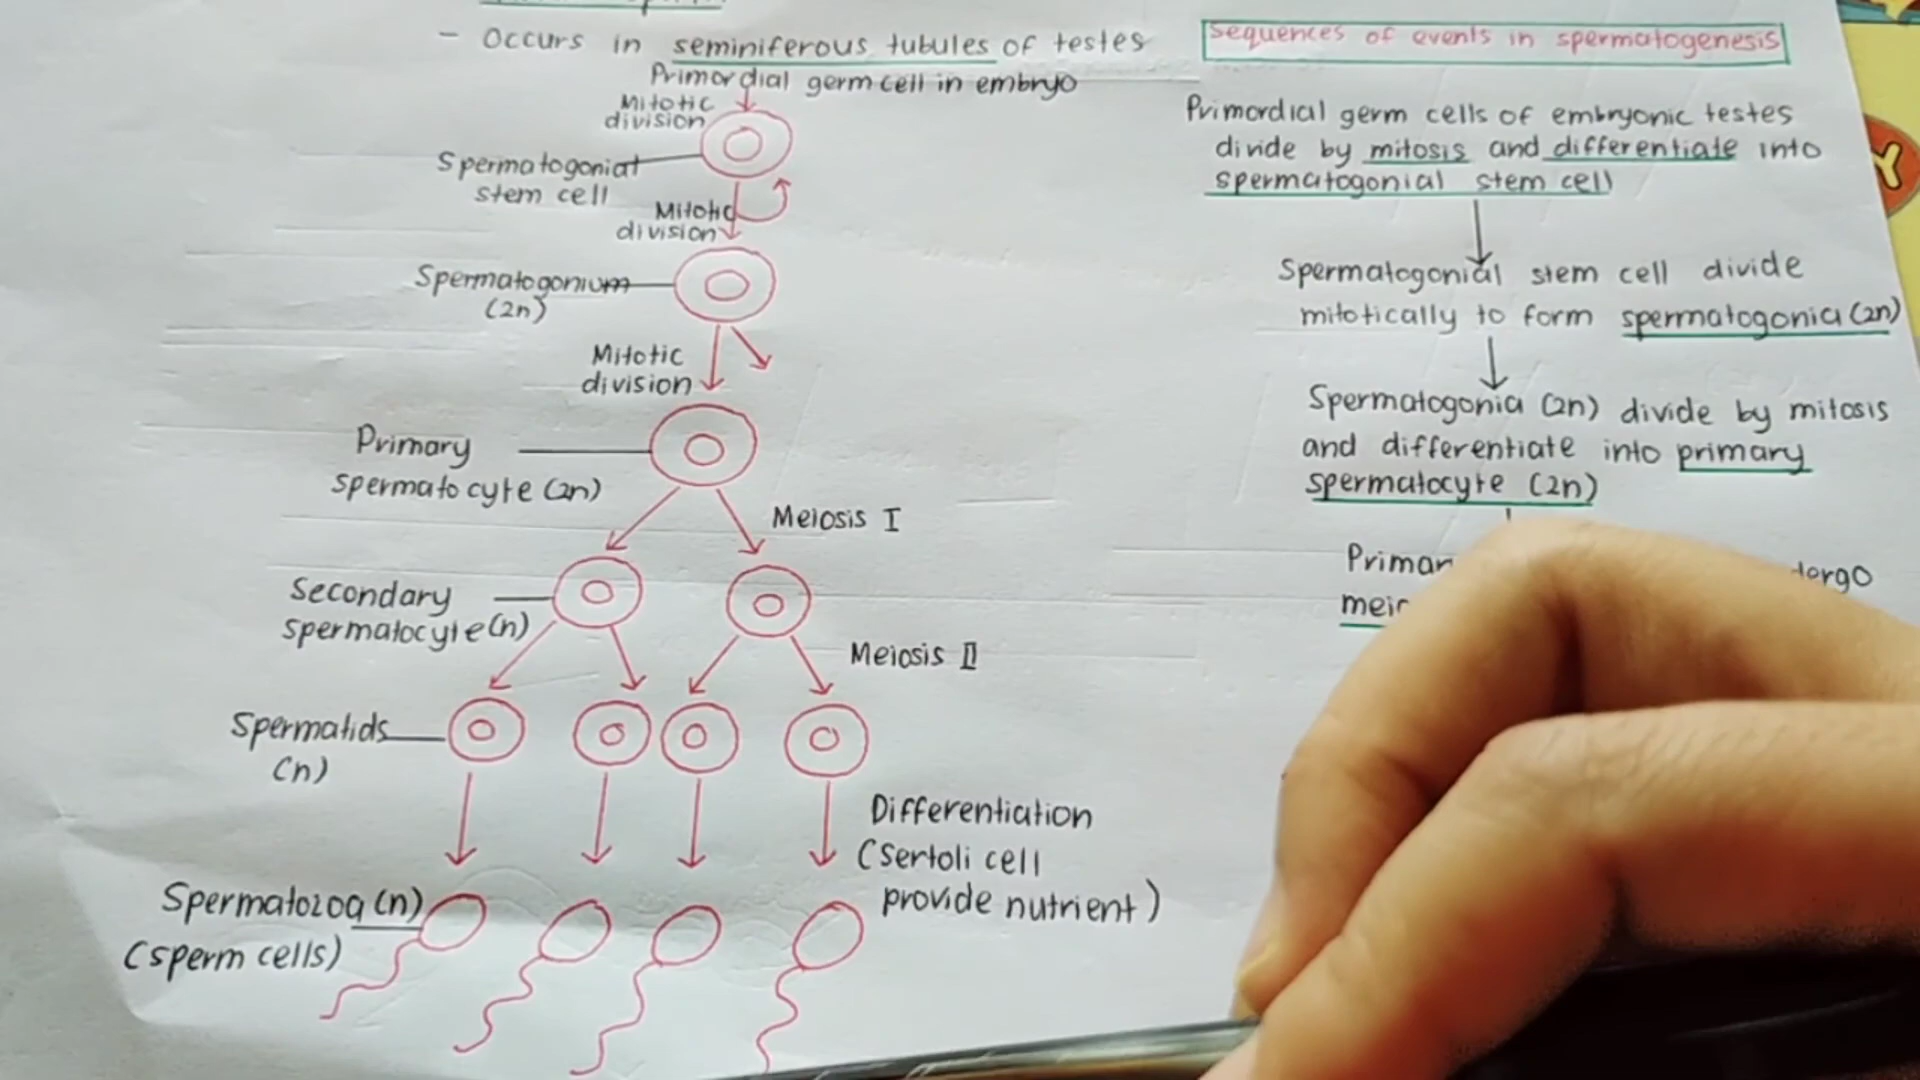 - Occurs in seminiferous tubules of testes
Primordial germ cell in embryo
Mitotic
division
Spermatogonial
stem cell
Mitotic
division
Spermatogonium
(2n)
Mitotic
division
Primary
spermatocyte (2n)
Meiosis I
Secondary
spermatocyte (n)
Meiosis II
Spermatids
(n)
Differentiation
(Sertoli cell
provide nutrient)
Spermatozoa (n)
(sperm cells)
Sequences of events in spermatogenesis
Primordial germ cells of embryonic testes
divide by mitosis and differentiate into
spermatogonial stem cell
Spermatogonial stem cell divide
mitotically to form spermatogonia (2n)
Spermatogonia (2n) divide by mitosis
and differentiate into primary
spermatocyte (2n)
Primar
dergo
mei
Y